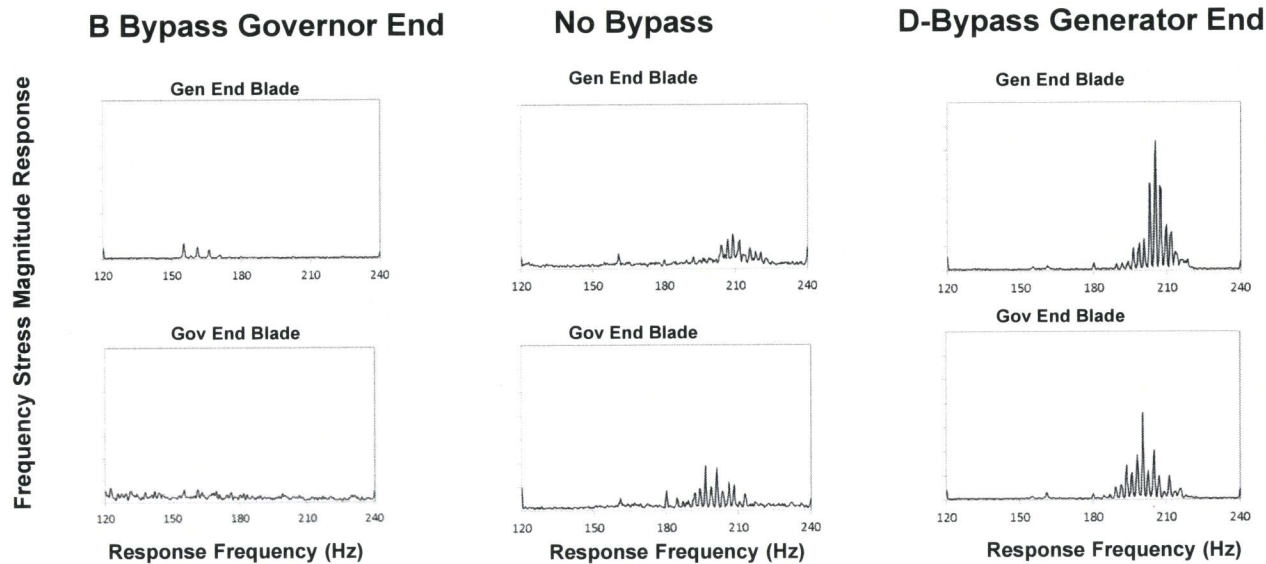 B Bypass Governor End
No Bypass
D-Bypass Generator End
Frequency Stress Magnitude Response
Gen End Blade
120 150 180 210 240
Gen End Blade
120 150 180 210 240
Gen End Blade
120 150 180 210 240
Gov End Blade
120 150 180 210 240
Response Frequency (Hz)
Gov End Blade
120 150 180 210 240
Response Frequency (Hz)
Gov End Blade
120 150 180 210 240
Response Frequency (Hz)